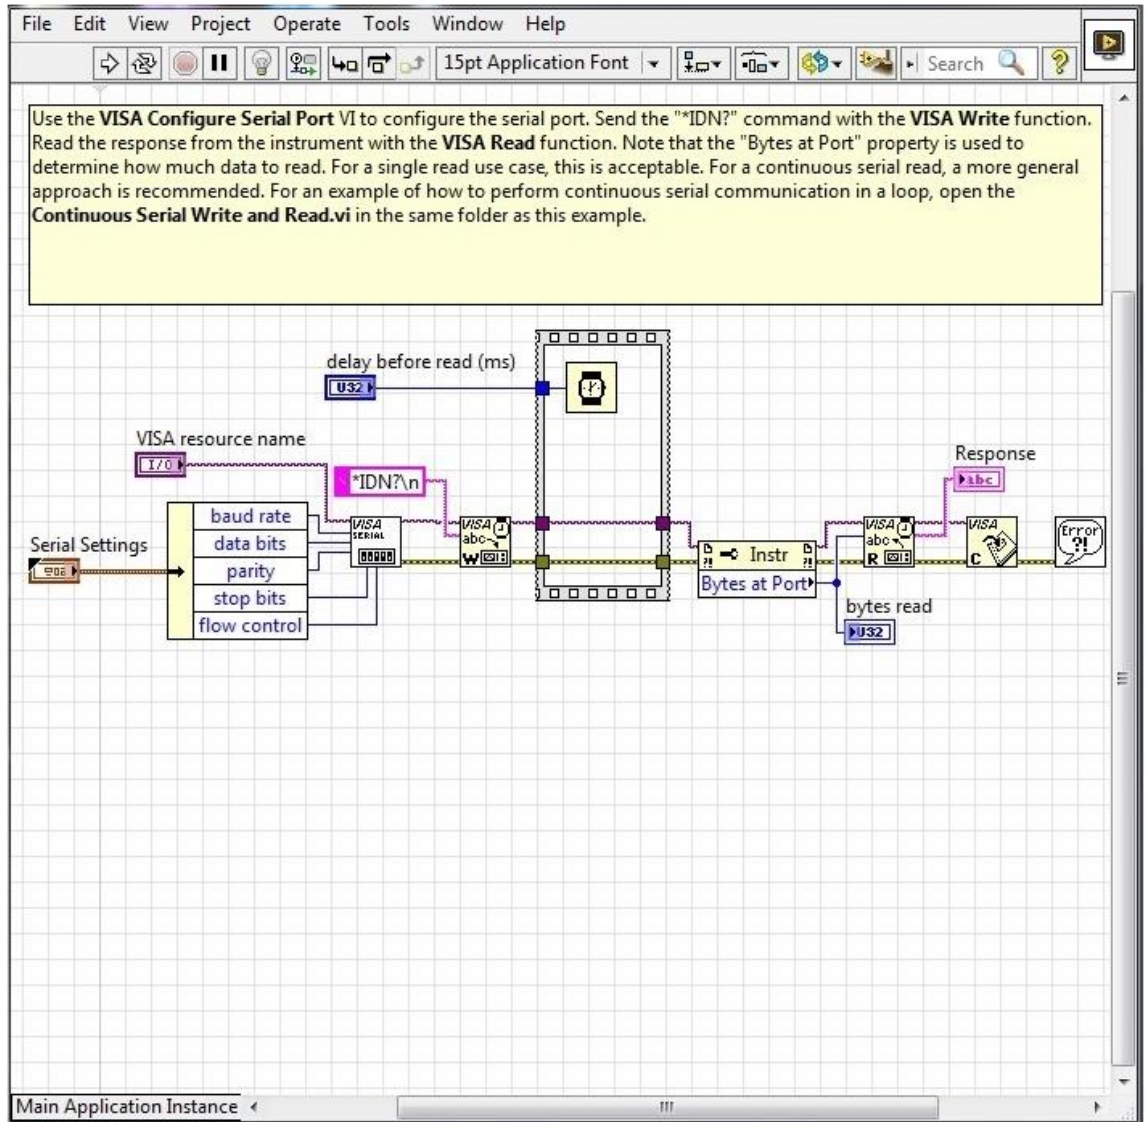 File Edit View Project Operate Tools Window Help
15pt Application Font Search
Use the VISA Configure Serial Port VI to configure the serial port. Send the "*IDN?" command with the VISA Write function.
Read the response from the instrument with the VISA Read function. Note that the "Bytes at Port" property is used to
determine how much data to read. For a single read use case, this is acceptable. For a continuous serial read, a more general
approach is recommended. For an example of how to perform continuous serial communication in a loop, open the
Continuous Serial Write and Read.vi in the same folder as this example.
delay before read (ms)
U32
VISA resource name
I/O
*IDN?\n
Response
abc
Serial Settings
baud rate
data bits
parity
stop bits
flow control
VISA
SERIAL
VISA
abc
W
Instr
Bytes at Port
VISA
abc
R
bytes read
U32
VISA
C
Error
?!
Main Application Instance